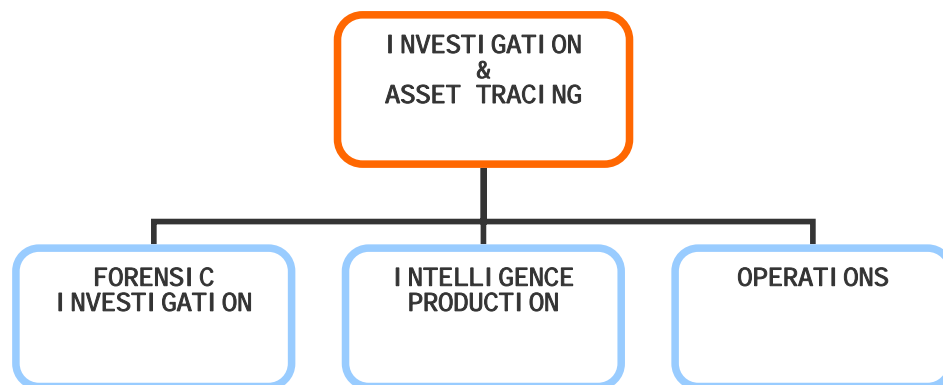 INVESTIGATION
&
ASSET TRACING
FORENSIC
INVESTIGATION
INTELLIGENCE
PRODUCTION
OPERATIONS